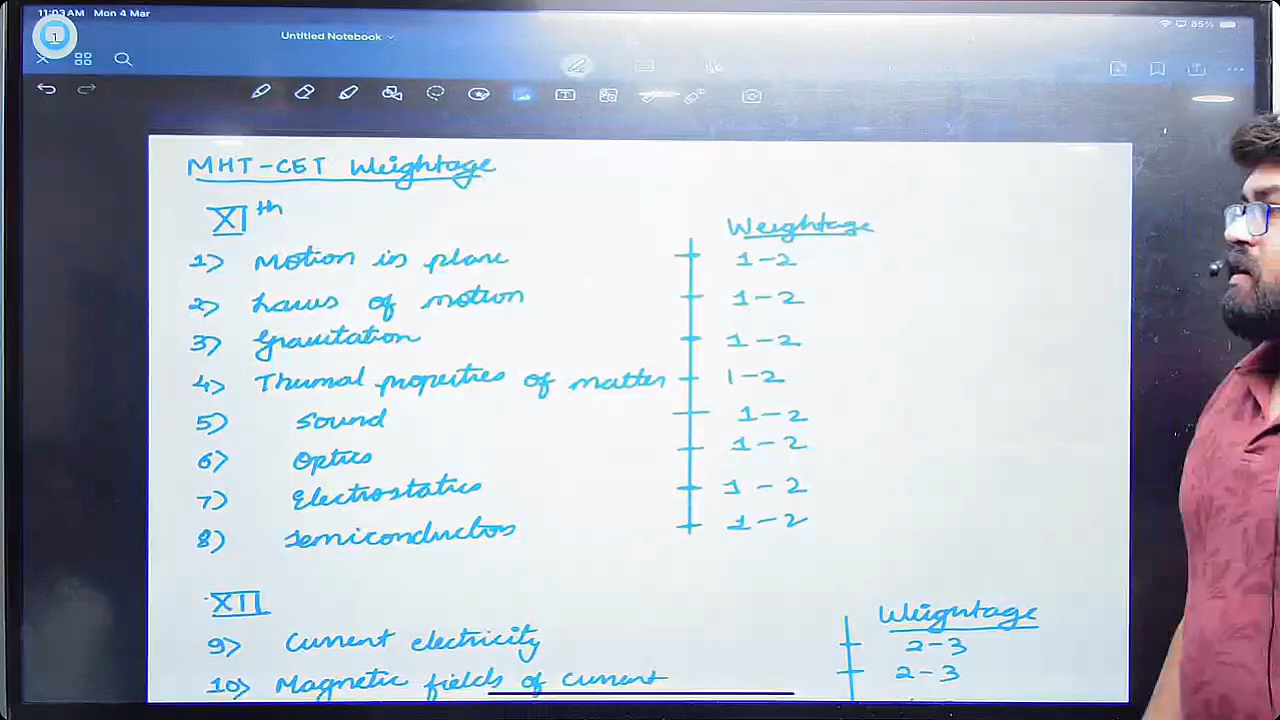 11:03 AM Mon 4 Mar
85%
1
Untitled Notebook
MHT-CET Weightage
XIth
Weightage
1) Motion in plane 1-2
2) Laws of motion 1-2
3) Gravitation 1-2
4) Thermal properties of matter 1-2
5) Sound 1-2
6) Optics 1-2
7) Electrostatics 1-2
8) Semiconductors 1-2
XII
Weightage
9) Current electricity 2-3
10) Magnetic fields of current 2-3